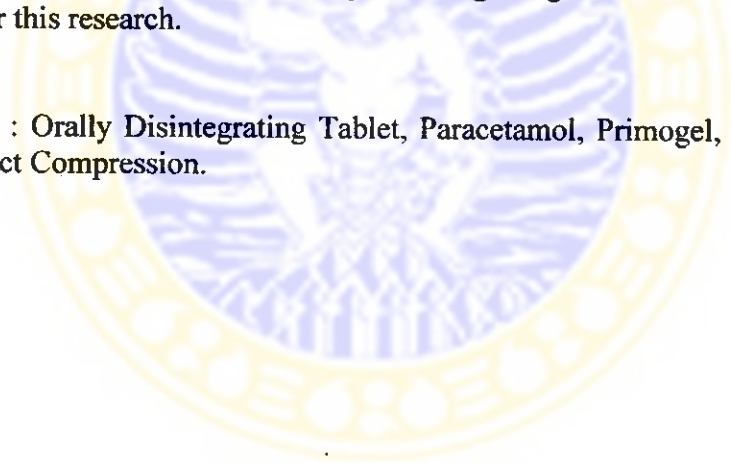 r this research.
: Orally Disintegrating Tablet, Paracetamol, Primogel,
ct Compression.